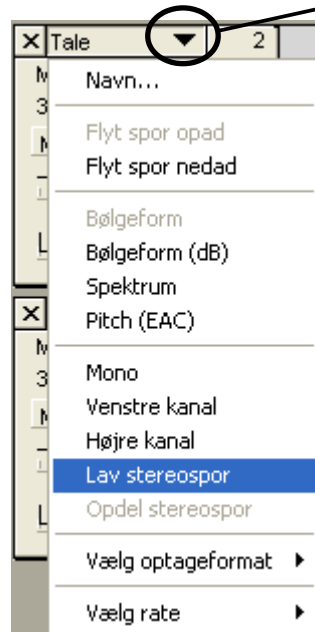 X Tale 2
Navn...
Flyt spor opad
Flyt spor nedad
Bølgeform
Bølgeform (dB)
Spektrum
Pitch (EAC)
Mono
Venstre kanal
Højre kanal
Lav stereospor
Opdel stereospor
Vælg optageformat
Vælg rate
X